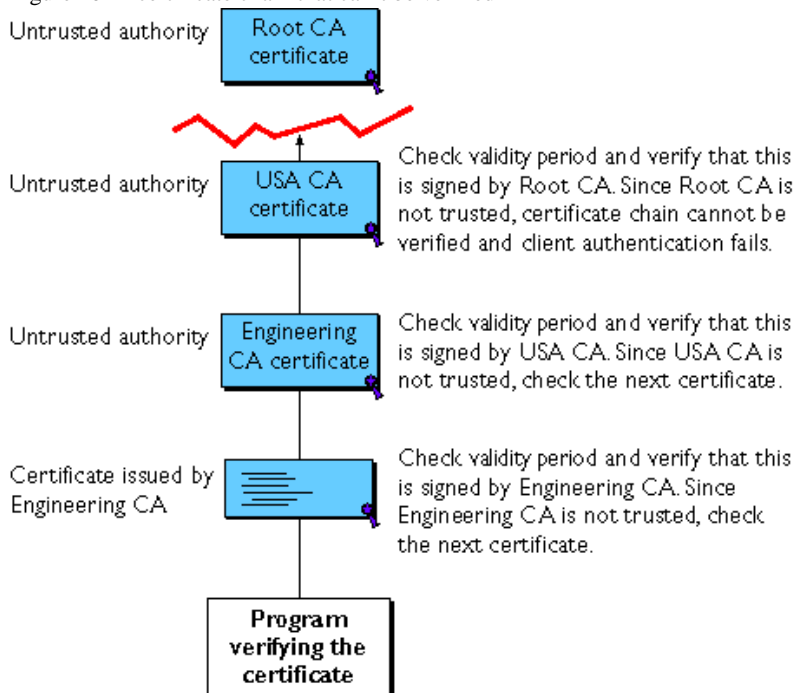 Untrusted authority
Root CA
certificate
Untrusted authority
USA CA
certificate
Check validity period and verify that this
is signed by Root CA. Since Root CA is
not trusted, certificate chain cannot be
verified and client authentication fails.
Untrusted authority
Engineering
CA certificate
Check validity period and verify that this
is signed by USA CA. Since USA CA is
not trusted, check the next certificate.
Certificate issued by
Engineering CA
Check validity period and verify that this
is signed by Engineering CA. Since
Engineering CA is not trusted, check
the next certificate.
Program
verifying the
certificate